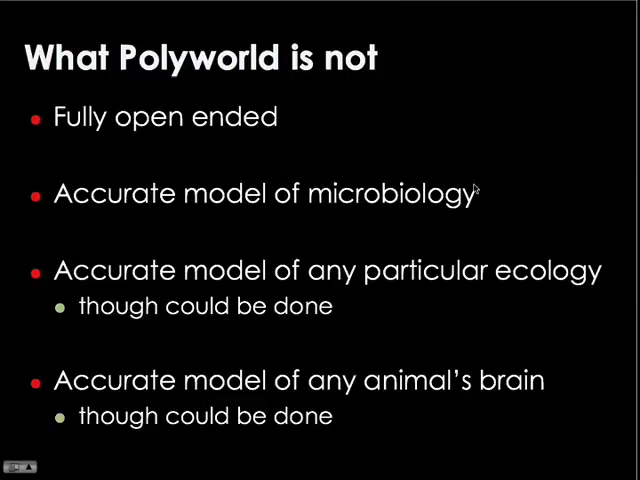 What Polyworld is not
Fully open ended
Accurate model of microbiology
Accurate model of any particular ecology
though could be done
Accurate model of any animal's brain
though could be done